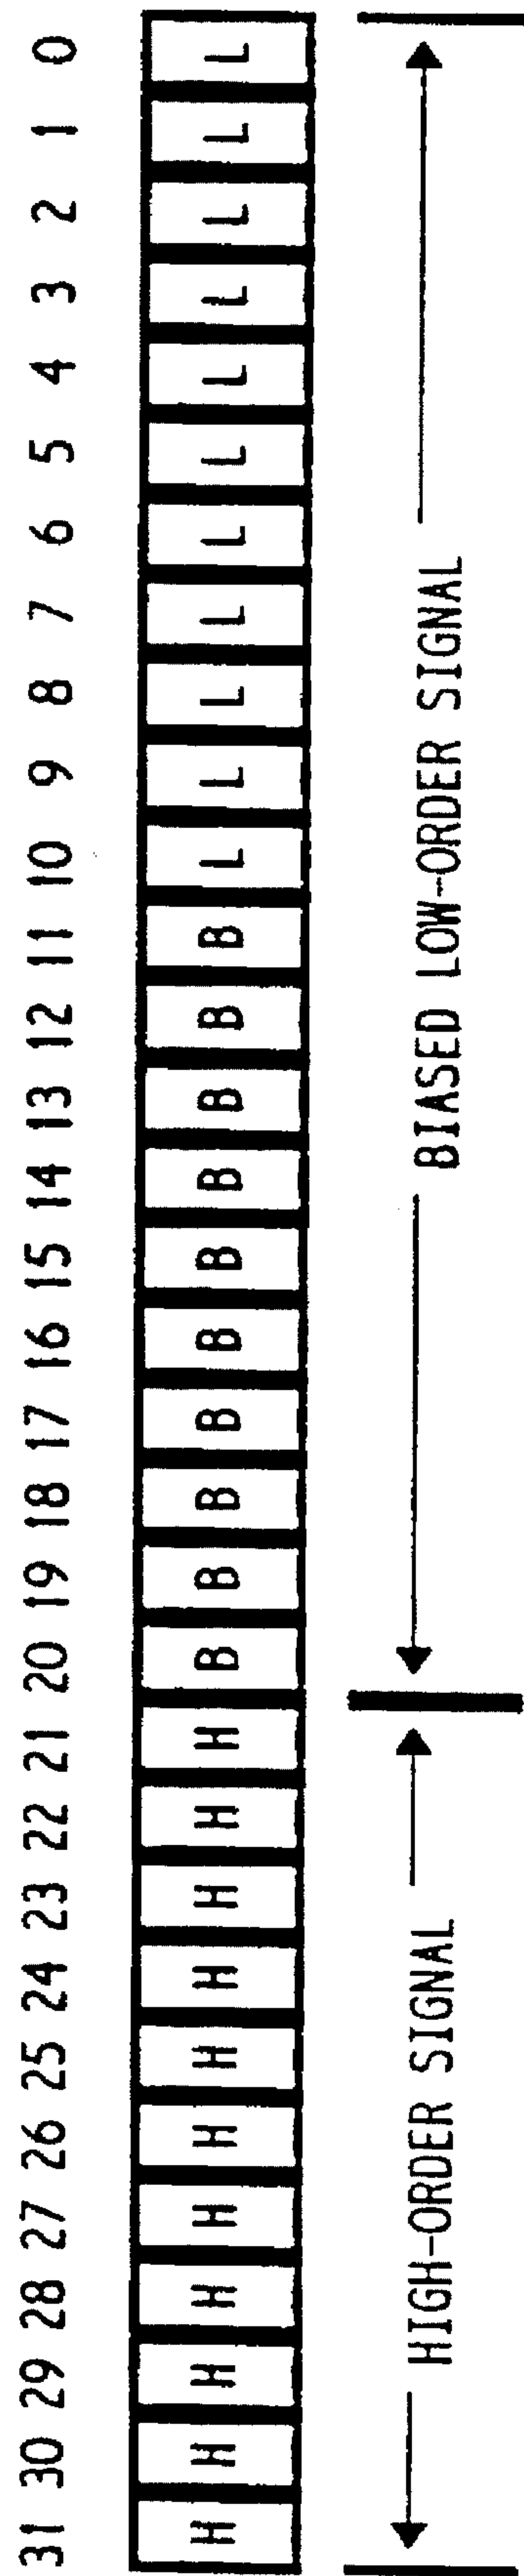 31 30 29 28 27 26 25 24 23 22 21 20 19 18 17 16 15 14 13 12 11 10 9 8 7 6 5 4 3 2 1 0
H H H H H H H H H H H B B B B B B B B B B L L L L L L L L L L L
HIGH-ORDER SIGNAL BIASED LOW-ORDER SIGNAL